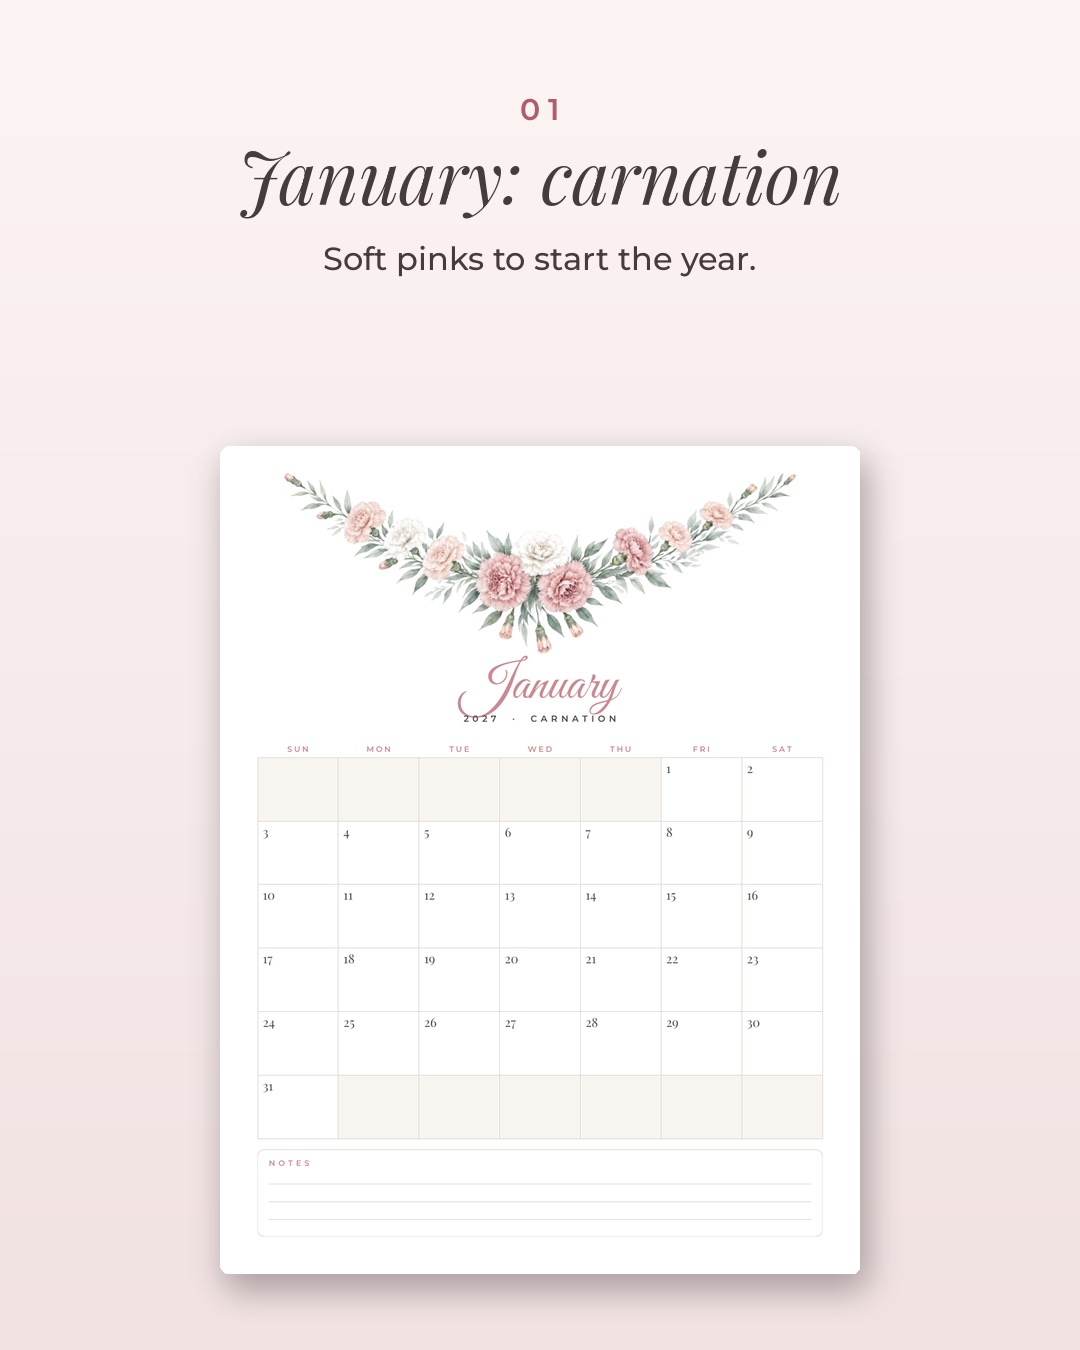 01
January: carnation
Soft pinks to start the year.
January
2027 · CARNATION
SUN MON TUE WED THU FRI SAT
1 2
3 4 5 6 7 8 9
10 11 12 13 14 15 16
17 18 19 20 21 22 23
24 25 26 27 28 29 30
31
NOTES